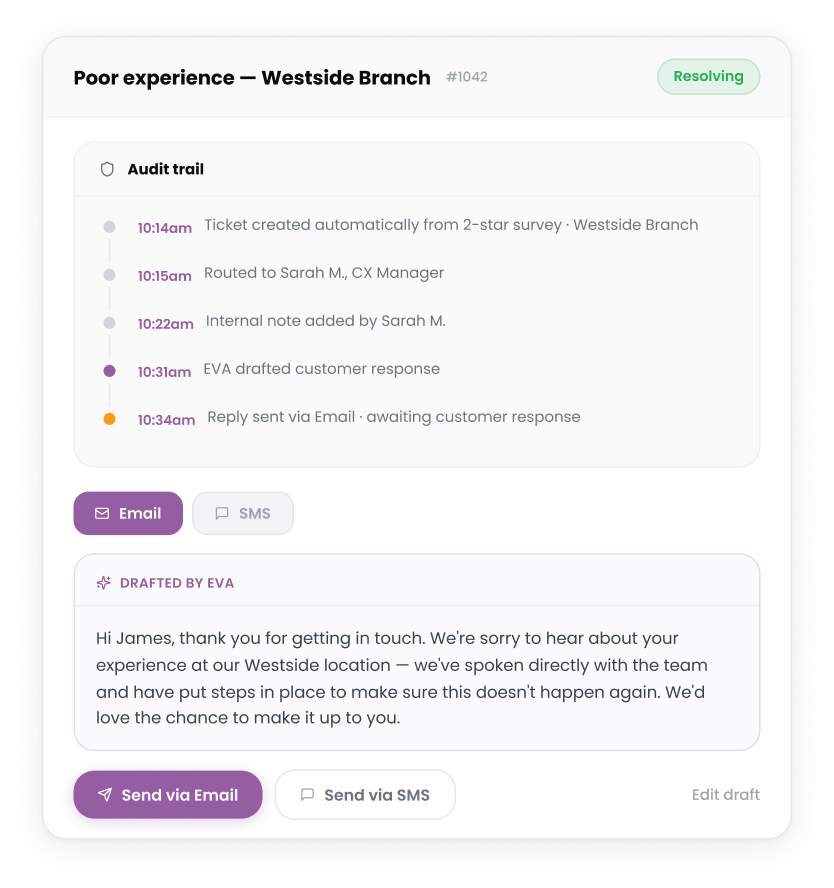 Poor experience — Westside Branch #1042 Resolving
Audit trail
10:14am Ticket created automatically from 2-star survey · Westside Branch
10:15am Routed to Sarah M., CX Manager
10:22am Internal note added by Sarah M.
10:31am EVA drafted customer response
10:34am Reply sent via Email · awaiting customer response
Email SMS
DRAFTED BY EVA
Hi James, thank you for getting in touch. We're sorry to hear about your
experience at our Westside location — we've spoken directly with the team
and have put steps in place to make sure this doesn't happen again. We'd
love the chance to make it up to you.
Send via Email Send via SMS Edit draft